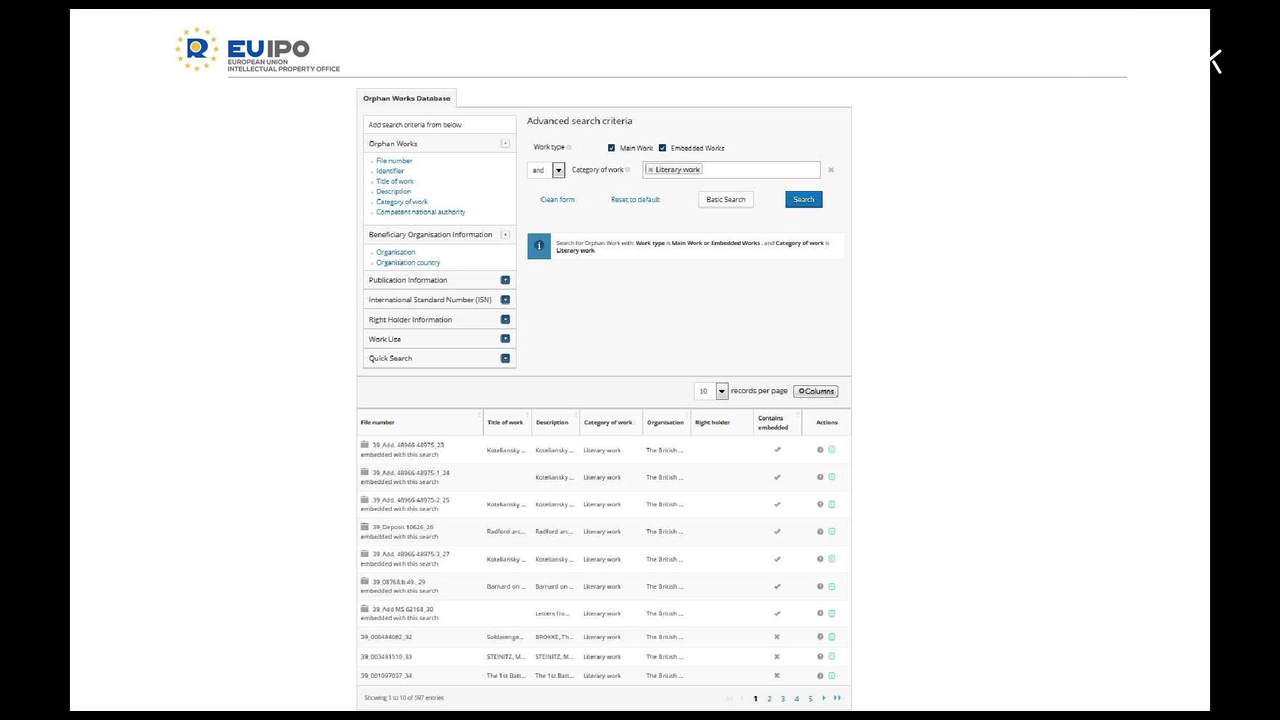 EUIPO
EUROPEAN UNION
INTELLECTUAL PROPERTY OFFICE
Orphan Works Database
Add search criteria from below
Orphan Works
File number
Identifier
Title of work
Description
Category of work
Competent national authority
Beneficiary Organisation Information
Organisation
Organisation country
Publication Information
International Standard Number (ISN)
Right Holder Information
Work Use
Quick Search
Advanced search criteria
Work type Main Work Embedded Works
and Category of work Literary work
Clean form Reset to default Basic Search Search
Search for Orphan Work with: Work type is Main Work or Embedded Works , and Category of work is
Literary work
10 records per page Columns
File number Title of work Description Category of work Organisation Right holder Contains embedded Actions
39_Add. 48966-48975_23
embedded with this search Koteliansky ... Koteliansky ... Literary work The British ...
39_Add. 48966-48975-1_24
embedded with this search Koteliansky ... Literary work The British ...
39_Add. 48966-48975-2_25
embedded with this search Koteliansky ... Koteliansky ... Literary work The British ...
39_Deposit 10626_26
embedded with this search Radford arc... Radford arc... Literary work The British ...
39_Add. 48966-48975-3_27
embedded with this search Koteliansky ... Koteliansky ... Literary work The British ...
39_08768.b.49._29
embedded with this search Barnard on ... Barnard on ... Literary work The British ...
39_Add MS 62168_30
embedded with this search Letters fro... Literary work The British ...
Soldatenge... BROKKE, Th... Literary work The British ...
39_003491510_33 STEINITZ, M... STEINITZ, M... Literary work The British ...
39_001097037_34 The 1st Batt... The 1st Batt... Literary work The British ...
Showing 1 to 10 of 597 entries 1 2 3 4 5